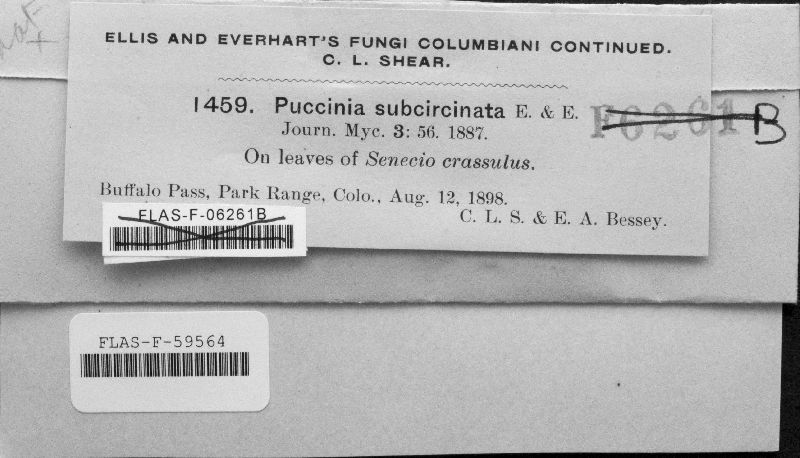 ELLIS AND EVERHART'S FUNGI COLUMBIANI CONTINUED.
C. L. SHEAR.
1459. Puccinia subcircinata E. & E.
F6261 B
Journ. Myc. 3: 56. 1887.
On leaves of Senecio crassulus.
Buffalo Pass, Park Range, Colo., Aug. 12, 1898.
C. L. S. & E. A. Bessey.
FLAS-F-06261B
FLAS-F-59564